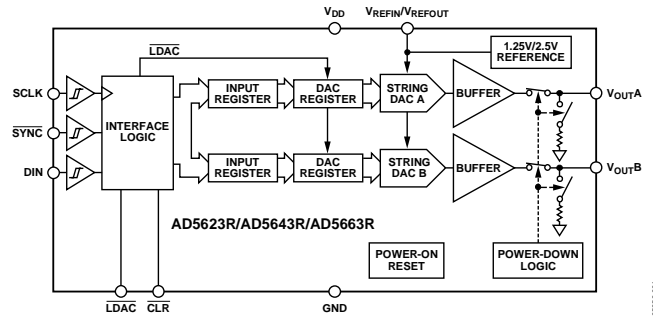 VDD
VREFIN/VREFOUT
LDAC
1.25V/2.5V
REFERENCE
SCLK
SYNC
DIN
INTERFACE
LOGIC
INPUT
REGISTER
DAC
REGISTER
STRING
DAC A
BUFFER
VOUTA
INPUT
REGISTER
DAC
REGISTER
STRING
DAC B
BUFFER
VOUTB
AD5623R/AD5643R/AD5663R
POWER-ON
RESET
POWER-DOWN
LOGIC
LDAC
CLR
GND